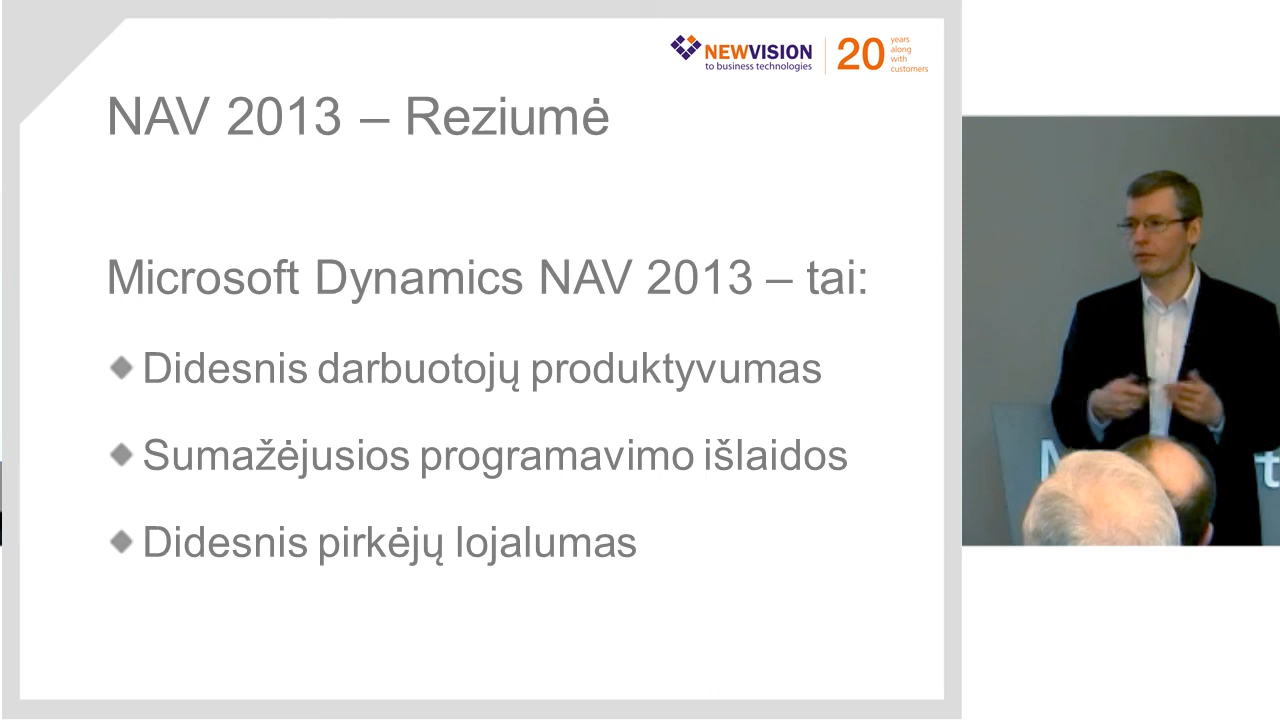 NEWVISION
to business technologies
20
years
along
with
customers
NAV 2013 – Reziumė
Microsoft Dynamics NAV 2013 – tai:
Didesnis darbuotojų produktyvumas
Sumažėjusios programavimo išlaidos
Didesnis pirkėjų lojalumas